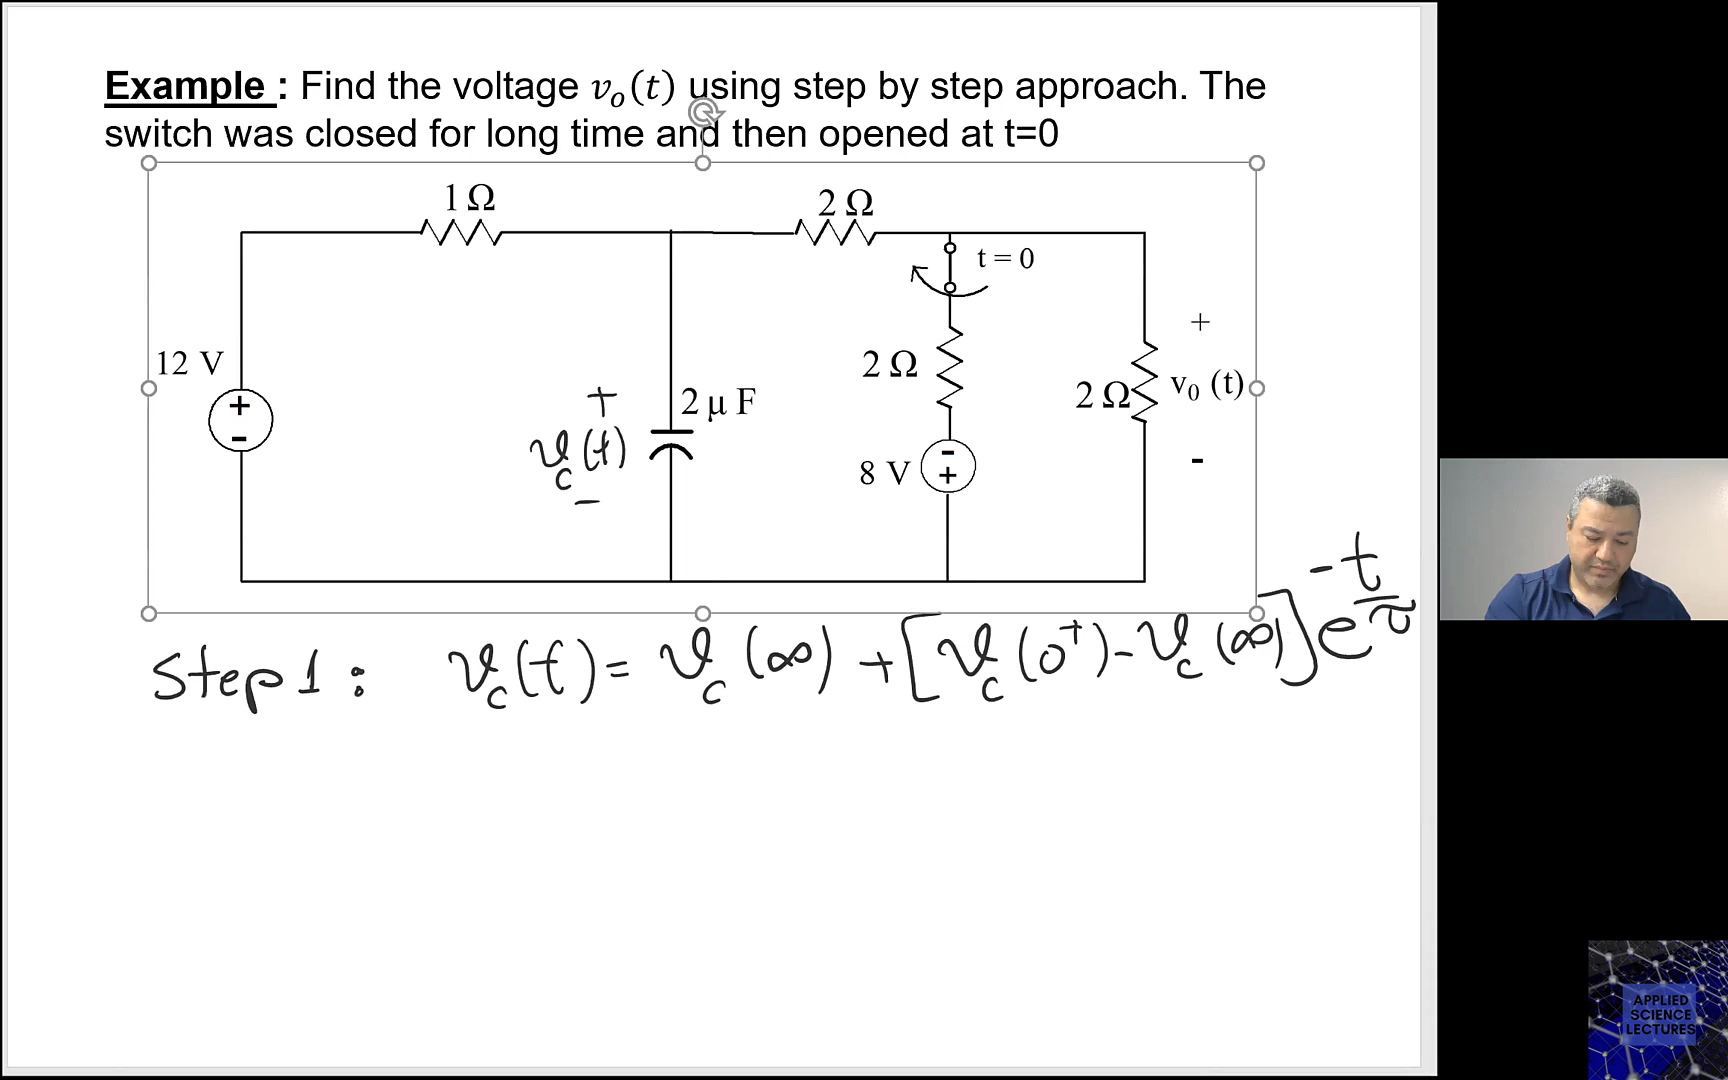 Example : Find the voltage v₀(t) using step by step approach. The
switch was closed for long time and then opened at t=0
1 Ω
2 Ω
t = 0
12 V
+
-
+
v_c(t)
-
2 μ F
2 Ω
8 V
-
+
2 Ω
+
v₀ (t)
-
Step 1 : v_c(t) = v_c(∞) + [v_c(0⁺) - v_c(∞)] e^(-t/τ)
APPLIED
SCIENCE
LECTURES